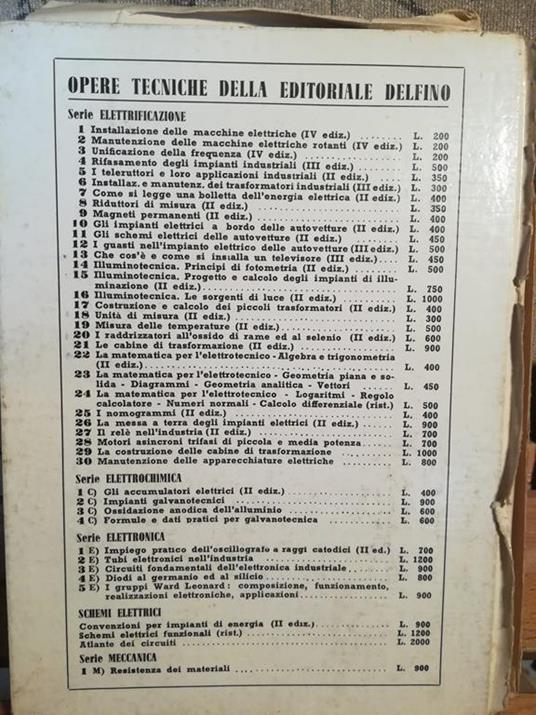 OPERE TECNICHE DELLA EDITORIALE DELFINO
Serie ELETTRIFICAZIONE
1 Installazione delle macchine elettriche (IV ediz.) ........ L. 200
2 Manutenzione delle macchine elettriche rotanti (IV ediz.) .. L. 200
3 Unificazione della frequenza (IV ediz.) ........ L. 200
4 Rifasamento degli impianti industriali (III ediz.) ........ L. 500
5 I teleruttori e loro applicazioni industriali (II ediz.) ...... L. 350
6 Installaz. e manutenz. dei trasformatori industriali (III ediz.) L. 300
7 Come si legge una bolletta dell'energia elettrica (II ediz.) L. 400
8 Riduttori di misura (II ediz.) ........ L. 350
9 Magneti permanenti (II ediz.) ........ L. 400
10 Gli impianti elettrici a bordo delle autovetture (II ediz.) L. 400
11 Gli schemi elettrici delle autovetture (II ediz.) ........ L. 450
12 I guasti nell'impianto elettrico delle autovetture (III ediz.) L. 500
13 Che cos'è e come si installa un televisore (III ediz.) .... L. 450
14 Illuminotecnica. Principi di fotometria (II ediz.) ........ L. 500
15 Illuminotecnica. Progetto e calcolo degli impianti di illu-
minazione (II ediz.) ........ L. 750
16 Illuminotecnica. Le sorgenti di luce (II ediz.) ........ L. 1000
17 Costruzione e calcolo dei piccoli trasformatori (II ediz.) L. 400
18 Unità di misura (II ediz.) ........ L. 300
19 Misura delle temperature (II ediz.) ........ L. 500
20 I raddrizzatori all'ossido di rame ed al selenio (II ediz.) L. 600
21 Le cabine di trasformazione (II ediz.) ........ L. 900
22 La matematica per l'elettrotecnico - Algebra e trigonometria
(II ediz.) ........ L. 400
23 La matematica per l'elettrotecnico - Geometria piana e so-
lida - Diagrammi - Geometria analitica - Vettori ...... L. 450
24 La matematica per l'elettrotecnico - Logaritmi - Regolo
calcolatore - Numeri normali - Calcolo differenziale (rist.) L. 500
25 I nomogrammi (II ediz.) ........ L. 400
26 La messa a terra degli impianti elettrici (II ediz.) ........ L. 900
27 Il relè nell'industria (II ediz.) ........ L. 700
28 Motori asincroni trifasi di piccola e media potenza ...... L. 700
29 La costruzione delle cabine di trasformazione ........ L. 1000
30 Manutenzione delle apparecchiature elettriche ........ L. 800
Serie ELETTROCHIMICA
1 C) Gli accumulatori elettrici (II ediz.) ........ L. 400
2 C) Impianti galvanotecnici ........ L. 900
3 C) Ossidazione anodica dell'alluminio ........ L. 600
4 C) Formule e dati pratici per galvanotecnica ........ L. 600
Serie ELETTRONICA
1 E) Impiego pratico dell'oscillografo a raggi catodici (II ed.) L. 700
2 E) Tubi elettronici nell'industria ........ L. 1200
3 E) Circuiti fondamentali dell'elettronica industriale ........ L. 900
4 E) Diodi al germanio ed al silicio ........ L. 800
5 E) I gruppi Ward Leonard: composizione, funzionamento,
realizzazioni elettroniche, applicazioni ........ L. 900
SCHEMI ELETTRICI
Convenzioni per impianti di energia (II ediz.) ........ L. 900
Schemi elettrici funzionali (rist.) ........ L. 1200
Atlante dei circuiti ........ L. 2000
Serie MECCANICA
1 M) Resistenza dei materiali ........ L. 900